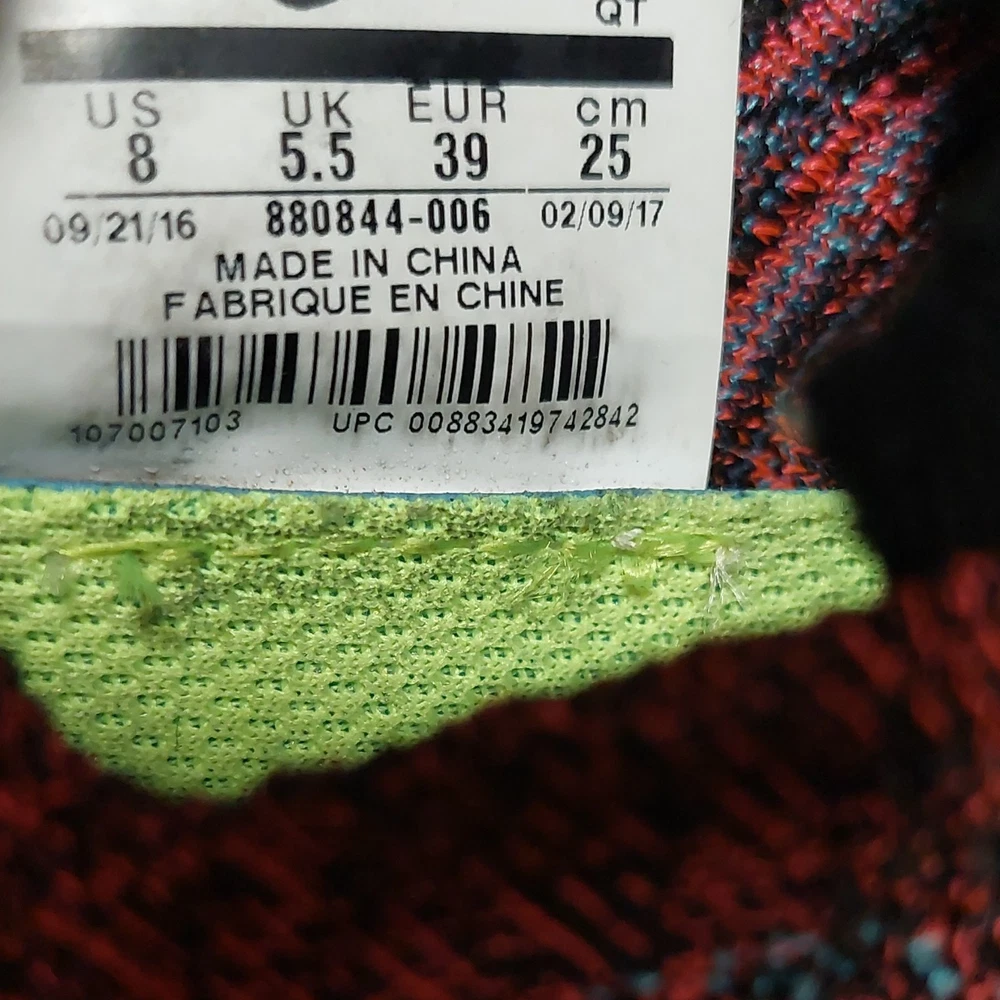 QT
US UK EUR cm
8 5.5 39 25
09/21/16 880844-006 02/09/17
MADE IN CHINA
FABRIQUE EN CHINE
107007103 UPC 00883419742842